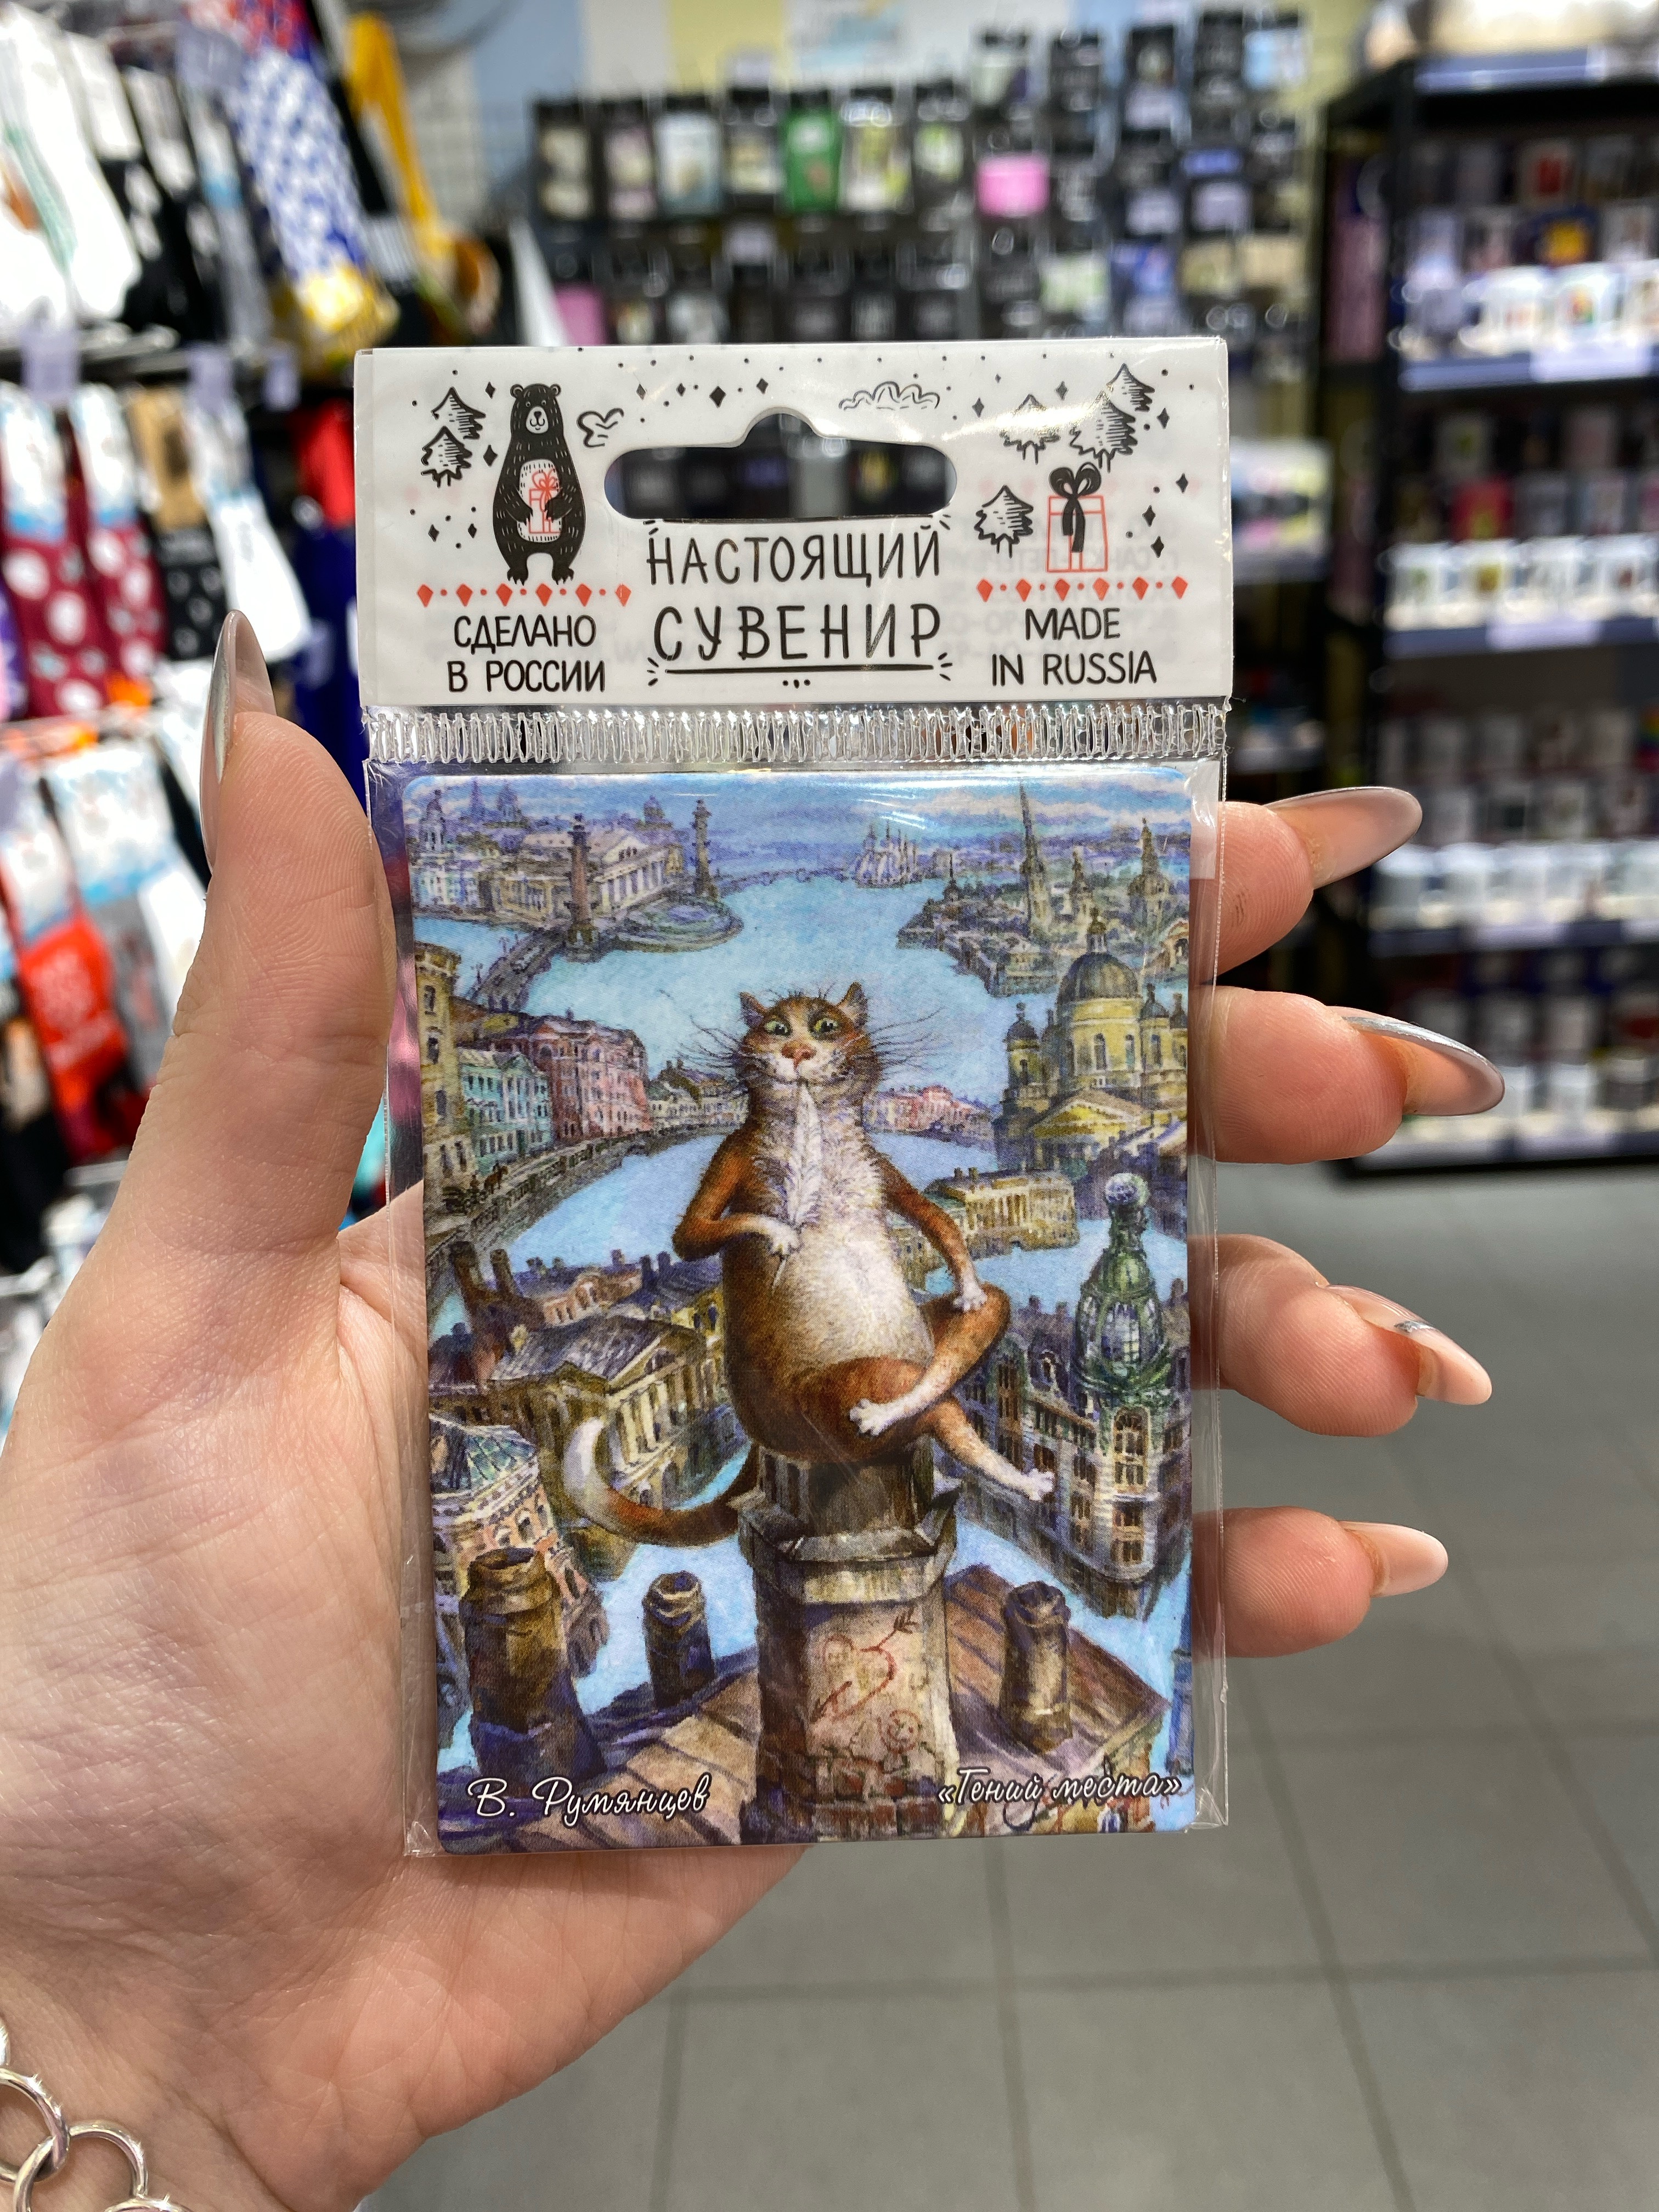 НАСТОЯЩИЙ
СУВЕНИР
СДЕЛАНО
В РОССИИ
MADE
IN RUSSIA
В. Румянцев
«Гений места»